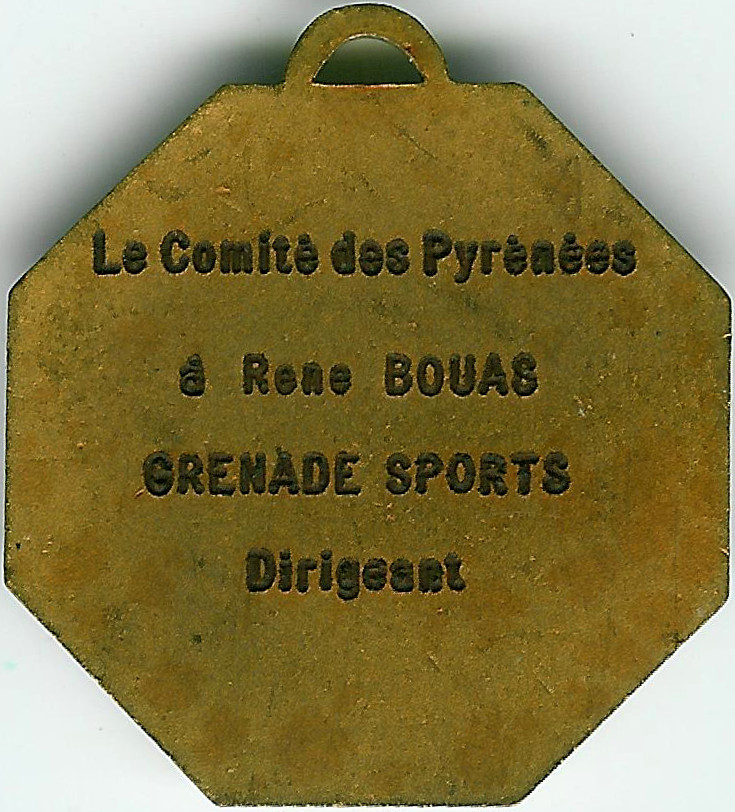 Le Comité des Pyrénées
à Rene BOUAS
GRENADE SPORTS
Dirigeant